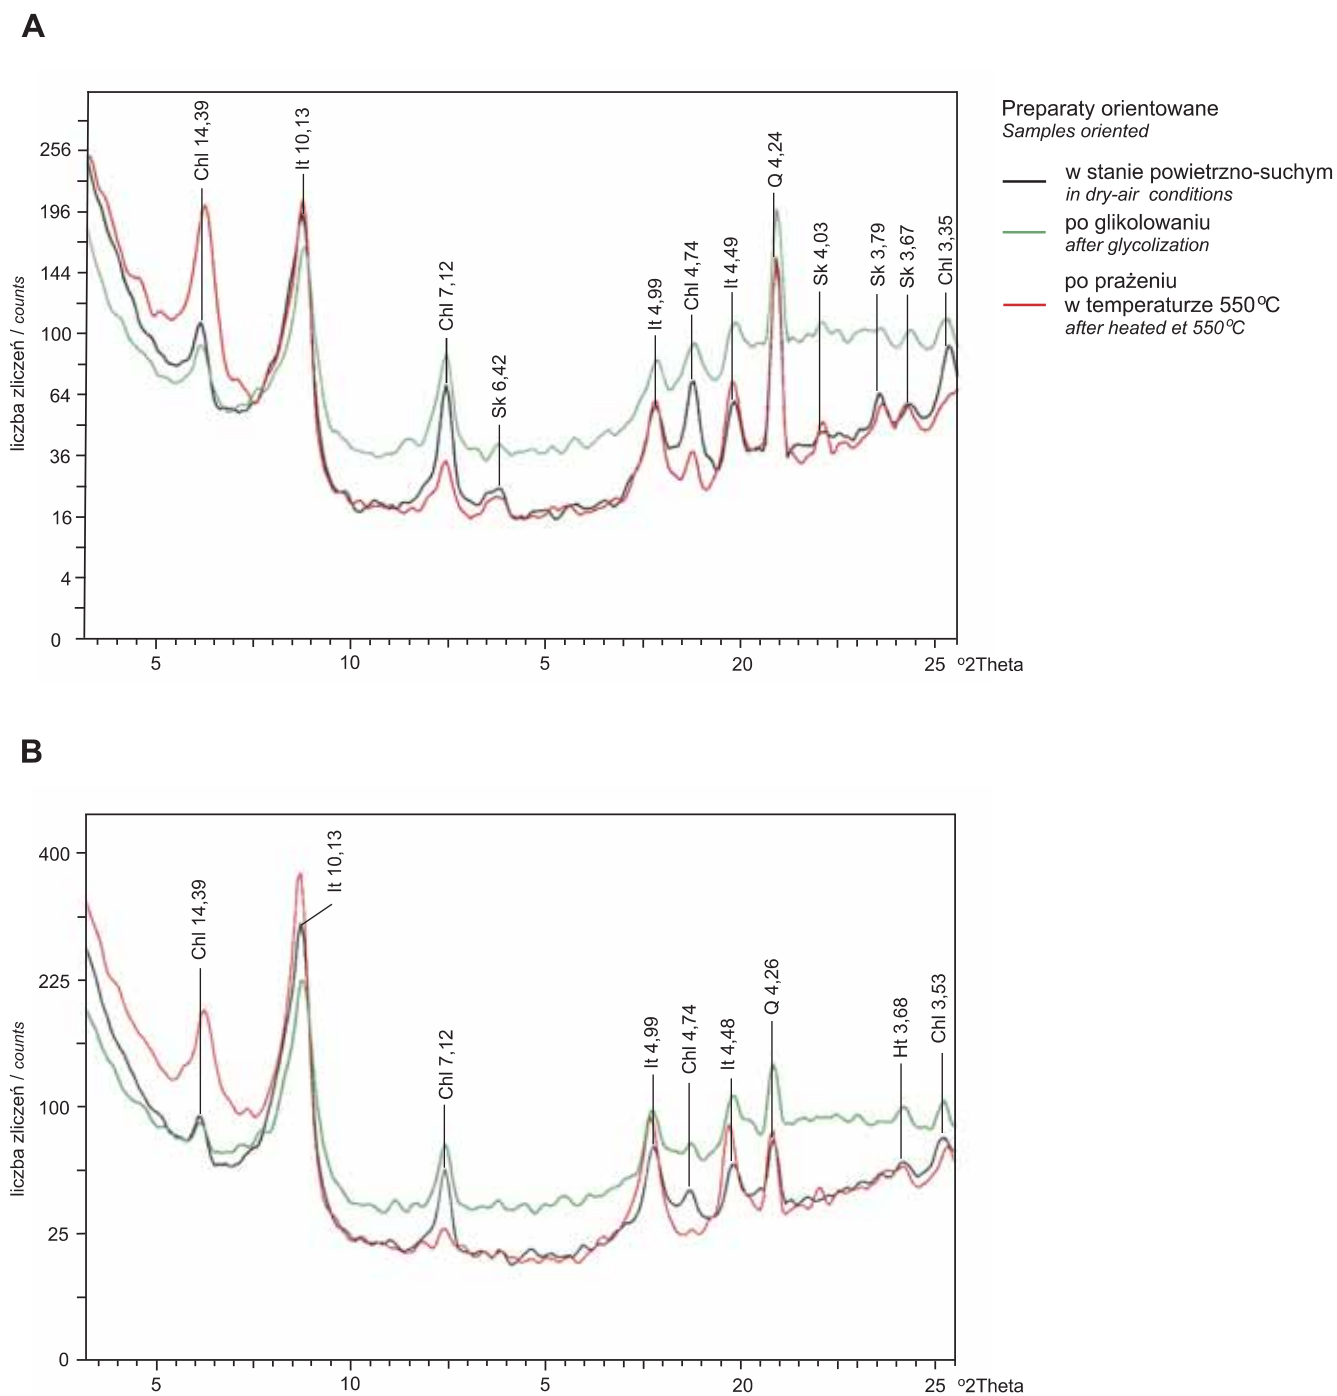 A
Preparaty orientowane
Samples oriented
w stanie powietrzno-suchym
in dry-air conditions
po glikolowaniu
after glycolization
po prażeniu
w temperaturze 550ºC
after heated et 550ºC
liczba zliczeń / counts
256
196
144
100
64
36
16
4
0
Chl 14,39
It 10,13
Chl 7,12
Sk 6,42
It 4,99
Chl 4,74
It 4,49
Q 4,24
Sk 4,03
Sk 3,79
Sk 3,67
Chl 3,35
5
10
5
20
25
º2Theta
B
liczba zliczeń / counts
400
225
100
25
0
Chl 14,39
It 10,13
Chl 7,12
It 4,99
Chl 4,74
It 4,48
Q 4,26
Ht 3,68
Chl 3,53
5
10
5
20
25
º2Theta